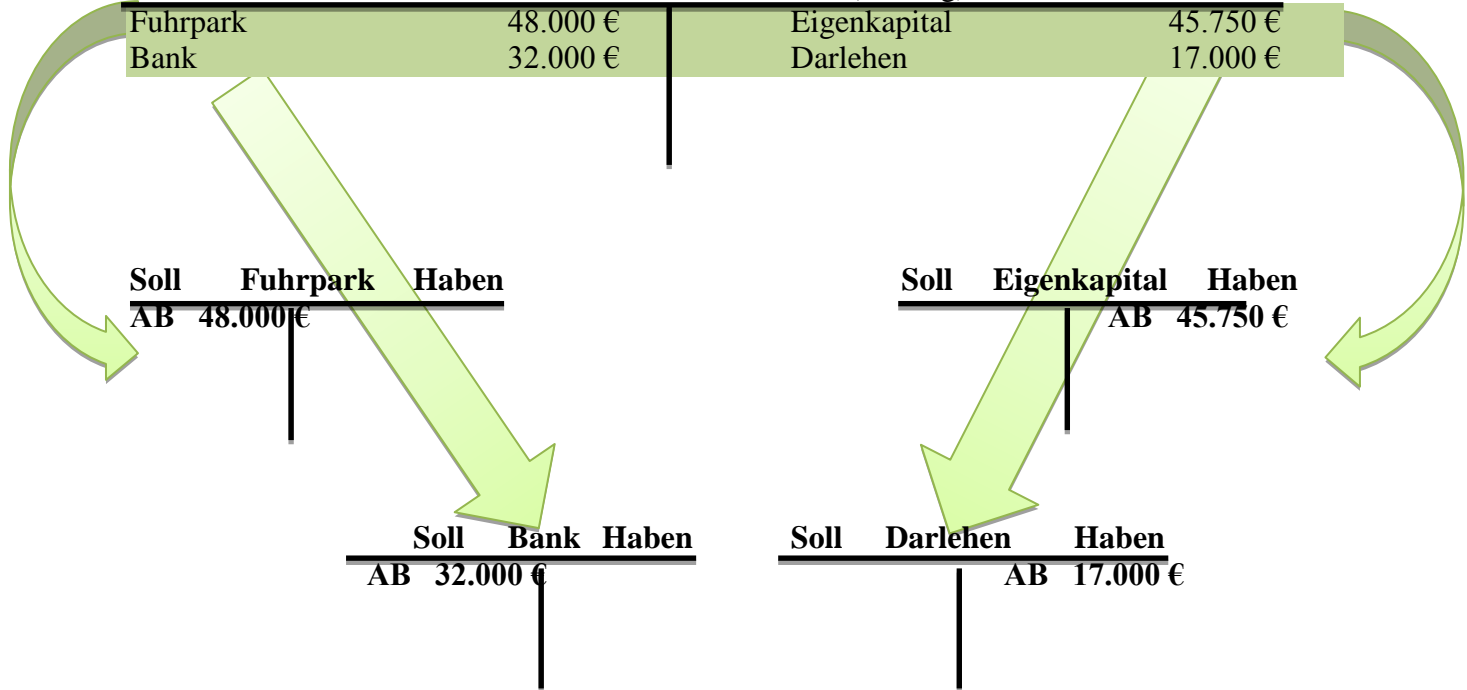 Fuhrpark 48.000 € Eigenkapital 45.750 €
Bank 32.000 € Darlehen 17.000 €
Soll Fuhrpark Haben
AB 48.000 €
Soll Eigenkapital Haben
AB 45.750 €
Soll Bank Haben
AB 32.000 €
Soll Darlehen Haben
AB 17.000 €